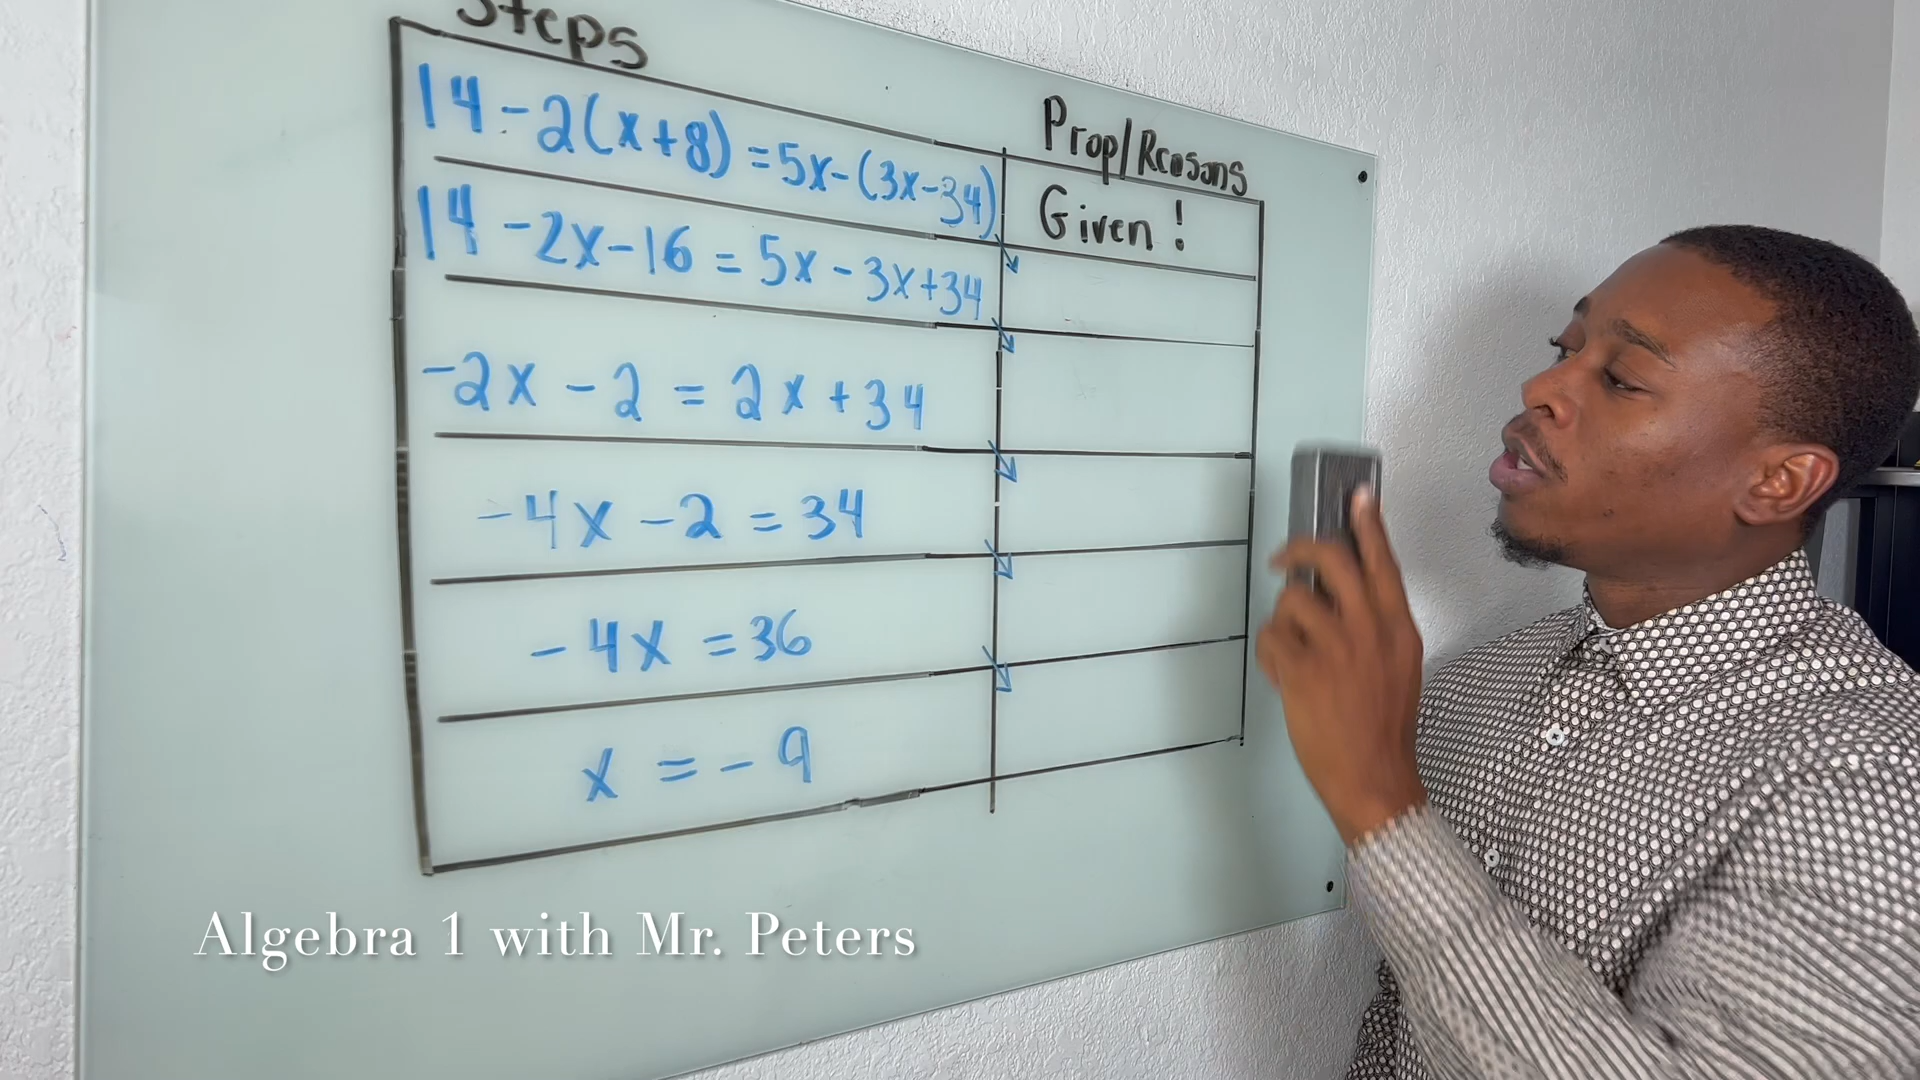 Steps
Prop/Reasons
14-2(x+8)=5x-(3x-34)
Given!
14-2x-16=5x-3x+34
-2x-2=2x+34
-4x-2=34
-4x=36
x=-9
Algebra 1 with Mr. Peters